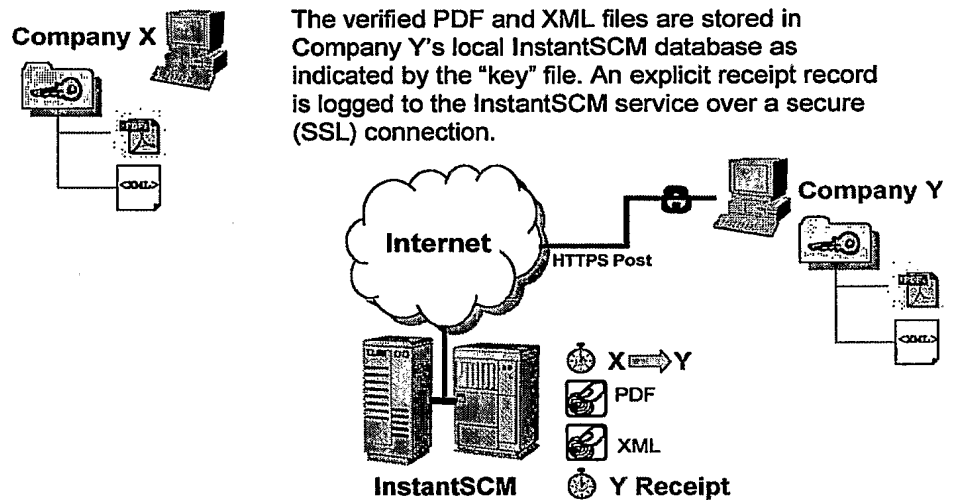 Company X
The verified PDF and XML files are stored in
Company Y's local InstantSCM database as
indicated by the "key" file. An explicit receipt record
is logged to the InstantSCM service over a secure
(SSL) connection.
<XML>
Internet
HTTPS Post
Company Y
<XML>
X Y
PDF
XML
InstantSCM
Y Receipt